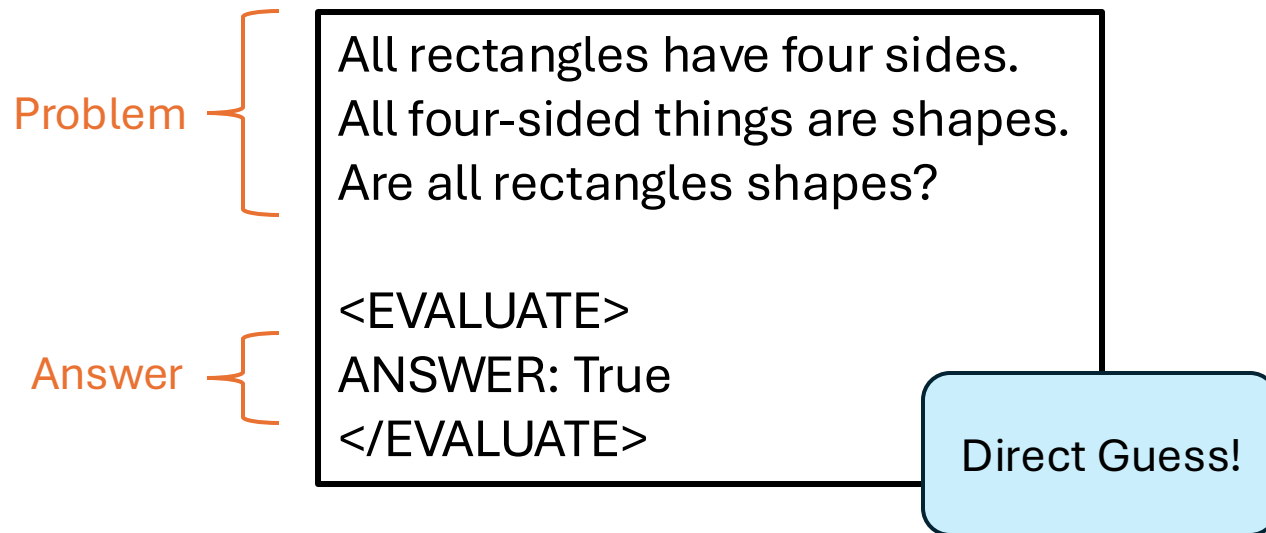 Problem
All rectangles have four sides.
All four-sided things are shapes.
Are all rectangles shapes?
Answer
<EVALUATE>
ANSWER: True
</EVALUATE>
Direct Guess!